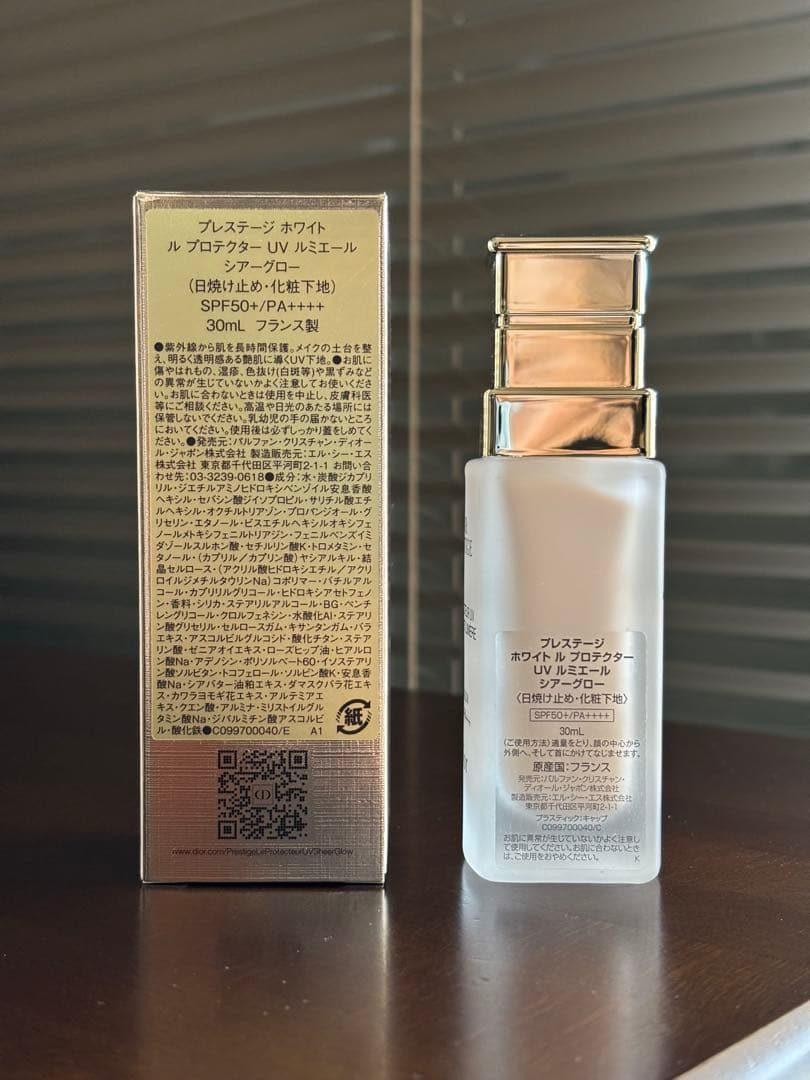 プレステージ ホワイト
ル プロテクター UV ルミエール
シアーグロー
(日焼け止め・化粧下地)
SPF50+/PA++++
30mL フランス製
●紫外線から肌を長時間保護。メイクの土台を整
え、明るく透明感ある艶肌に導くUV下地。●お肌に
傷やはれもの、湿疹、色抜け(白斑等)や黒ずみなど
の異常が生じていないかよく注意してお使いくださ
い。お肌に合わないときは使用を中止し、皮膚科医
等にご相談ください。高温や日光のあたる場所には
保管しないでください。乳幼児の手の届かないところ
においてください。使用後は必ずしっかり蓋をしめてく
ださい。●発売元:パルファン・クリスチャン・ディオー
ル・ジャポン株式会社 製造販売元:エル・シー・エス
株式会社 東京都千代田区平河町2-1-1 お問い合
わせ先:03-3239-0618●成分:水・炭酸ジカプリ
リル・ジエチルアミノヒドロキシベンゾイル安息香酸
ヘキシル・セバシン酸ジイソプロピル・サリチル酸エチ
ルヘキシル・オクチルトリアゾン・プロパンジオール・グ
リセリン・エタノール・ビスエチルヘキシルオキシフェ
ノールメトキシフェニルトリアジン・フェニルベンズイミ
ダゾールスルホン酸・セチルリン酸K・トロメタミン・セ
タノール・(カプリル/カプリン酸)ヤシアルキル・結
晶セルロース・(アクリル酸ヒドロキシエチル/アクリ
ロイルジメチルタウリンNa)コポリマー・バチルアル
コール・カプリリルグリコール・ヒドロキシアセトフェノ
ン・香料・シリカ・ステアリルアルコール・BG・ペンチ
レングリコール・クロルフェネシン・水酸化Al・ステアリ
ン酸グリセリル・セルロースガム・キサンタンガム・バラ
エキス・アスコルビルグルコシド・酸化チタン・ステア
リン酸・ゼニアオイエキス・ローズヒップ油・ヒアルロ
ン酸Na・アデノシン・ポリソルベート60・イソステアリ
ン酸ソルビタン・トコフェロール・ソルビン酸K・安息香
酸Na・シアバター油粕エキス・ダマスクバラ花エキ
ス・カワラヨモギ花エキス・アルテミアエキ
ス・クエン酸・アルミナ・ミリストイルグル
タミン酸Na・ジパルミチン酸アスコルビ
ル・酸化鉄●C099700040/E A1
紙
www.dior.com/PrestigeLeProtecteurUVSheerGlow
プレステージ
ホワイト ル プロテクター
UV ルミエール
シアーグロー
〈日焼け止め・化粧下地〉
SPF50+/PA++++
30mL
〈ご使用方法〉適量をとり、顔の中心から
外側へ、そして首にかけてなじませます。
原産国:フランス
発売元:パルファン・クリスチャン・
ディオール・ジャポン株式会社
製造販売元:エル・シー・エス株式会社
東京都千代田区平河町2-1-1
プラスティック:キャップ
C099700040/C
お肌に異常が生じていないかよく注意し
て使用してください。お肌に合わないとき
は、ご使用をおやめください。 K